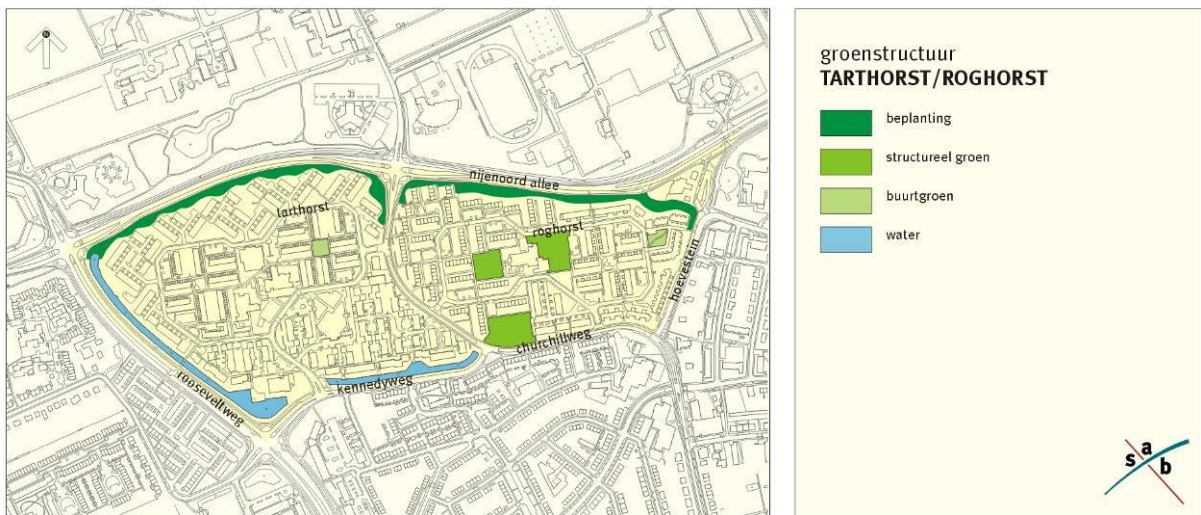 nijenoord allee
tarthorst
roghorst
hoevestein
churchillweg
kennedyweg
rooseveltweg
groenstructuur
TARTHORST/ROGHORST
beplanting
structureel groen
buurtgroen
water
s a b